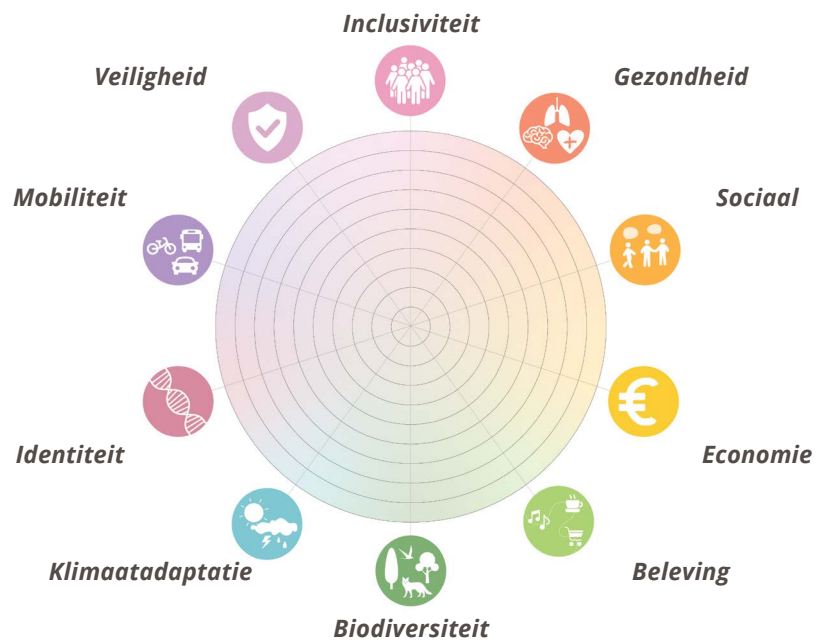 Inclusiviteit
Veiligheid
Gezondheid
Mobiliteit
Sociaal
Identiteit
Economie
Klimaatadaptatie
Beleving
Biodiversiteit